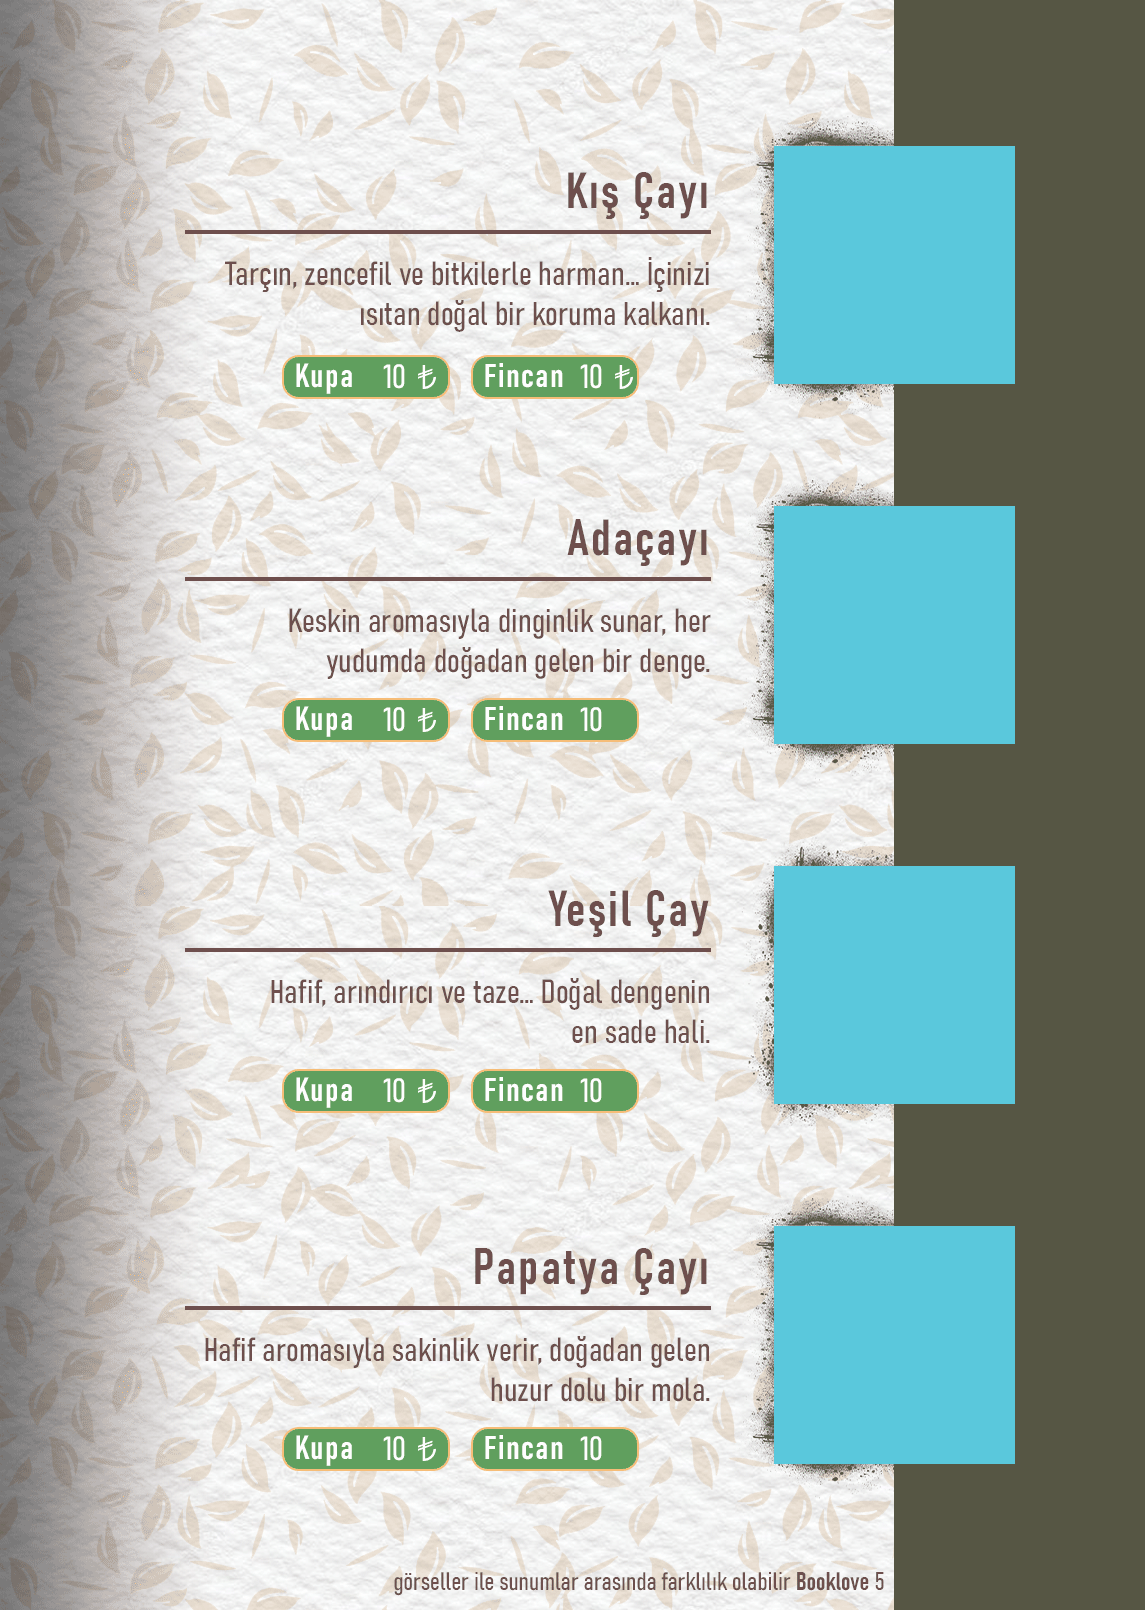 Kış Çayı
Tarçın, zencefil ve bitkilerle harman... İçinizi
ısıtan doğal bir koruma kalkanı.
Kupa 10 ₺ Fincan 10 ₺
Adaçayı
Keskin aromasıyla dinginlik sunar, her
yudumda doğadan gelen bir denge.
Kupa 10 ₺ Fincan 10
Yeşil Çay
Hafif, arındırıcı ve taze... Doğal dengenin
en sade hali.
Kupa 10 ₺ Fincan 10
Papatya Çayı
Hafif aromasıyla sakinlik verir, doğadan gelen
huzur dolu bir mola.
Kupa 10 ₺ Fincan 10
görseller ile sunumlar arasında farklılık olabilir Booklove 5